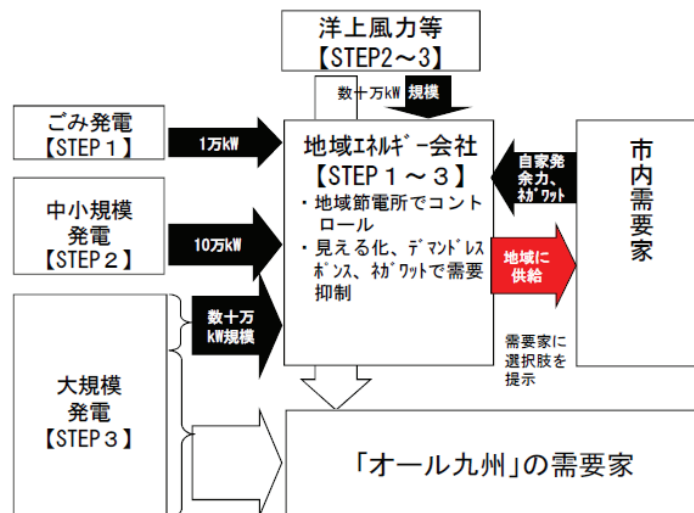 洋上風力等
【STEP2～3】
数十万kW 規模
ごみ発電
【STEP１】
1万kW
中小規模
発電
【STEP２】
10万kW
大規模
発電
【STEP３】
数十万
kW規模
地域ｴﾈﾙｷﾞｰ会社
【STEP１～３】
・地域節電所でコント
ロール
・見える化、ﾃﾞﾏﾝﾄﾞﾚｽ
ﾎﾟﾝｽ、ﾈｶﾞﾜｯﾄで需要
抑制
自家発
余力、
ﾈｶﾞﾜｯﾄ
地域に
供給
需要家に
選択肢を
提示
市内需要家
「オール九州」の需要家